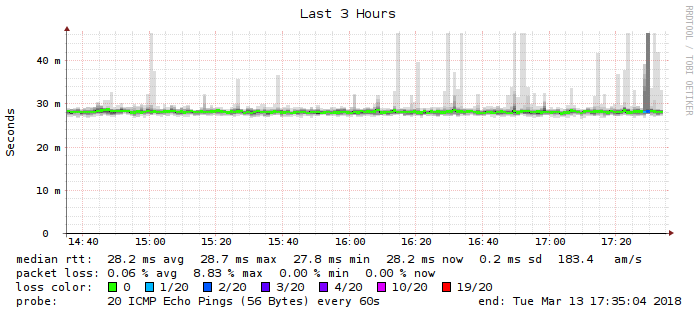 Last 3 Hours
RRDTOOL / TOBI OETIKER
Seconds
40 m
30 m
20 m
10 m
0
14:40 15:00 15:20 15:40 16:00 16:20 16:40 17:00 17:20
median rtt: 28.2 ms avg 28.7 ms max 27.8 ms min 28.2 ms now 0.2 ms sd 183.4 am/s
packet loss: 0.06 % avg 8.83 % max 0.00 % min 0.00 % now
loss color: 0 1/20 2/20 3/20 4/20 10/20 19/20
probe: 20 ICMP Echo Pings (56 Bytes) every 60s end: Tue Mar 13 17:35:04 2018